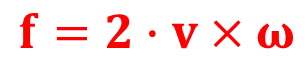 f = 2 · v × ω